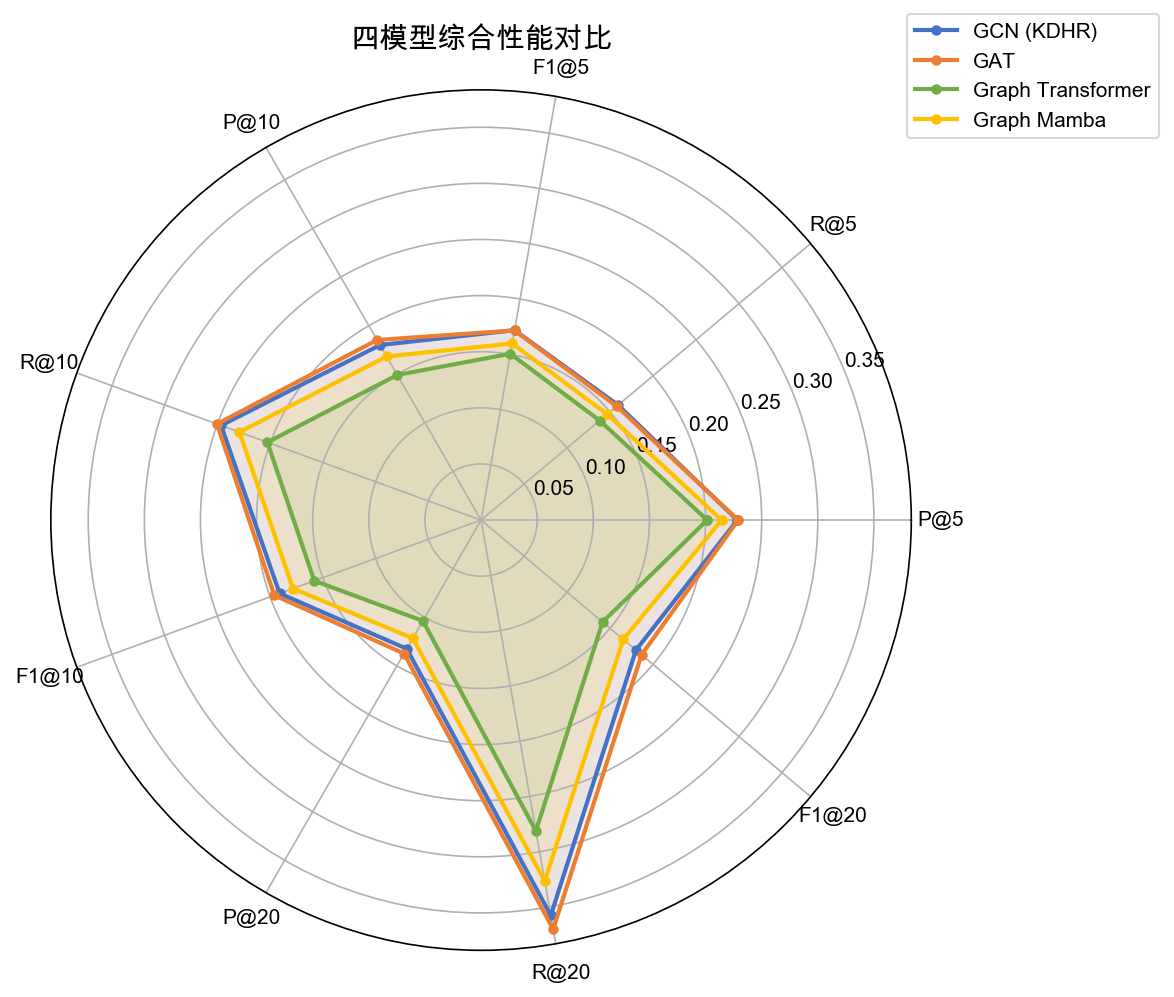 四模型综合性能对比
GCN (KDHR)
GAT
Graph Transformer
Graph Mamba
F1@5
P@10
R@5
R@10
0.35
0.30
0.25
0.20
0.15
0.10
0.05
P@5
F1@10
F1@20
P@20
R@20